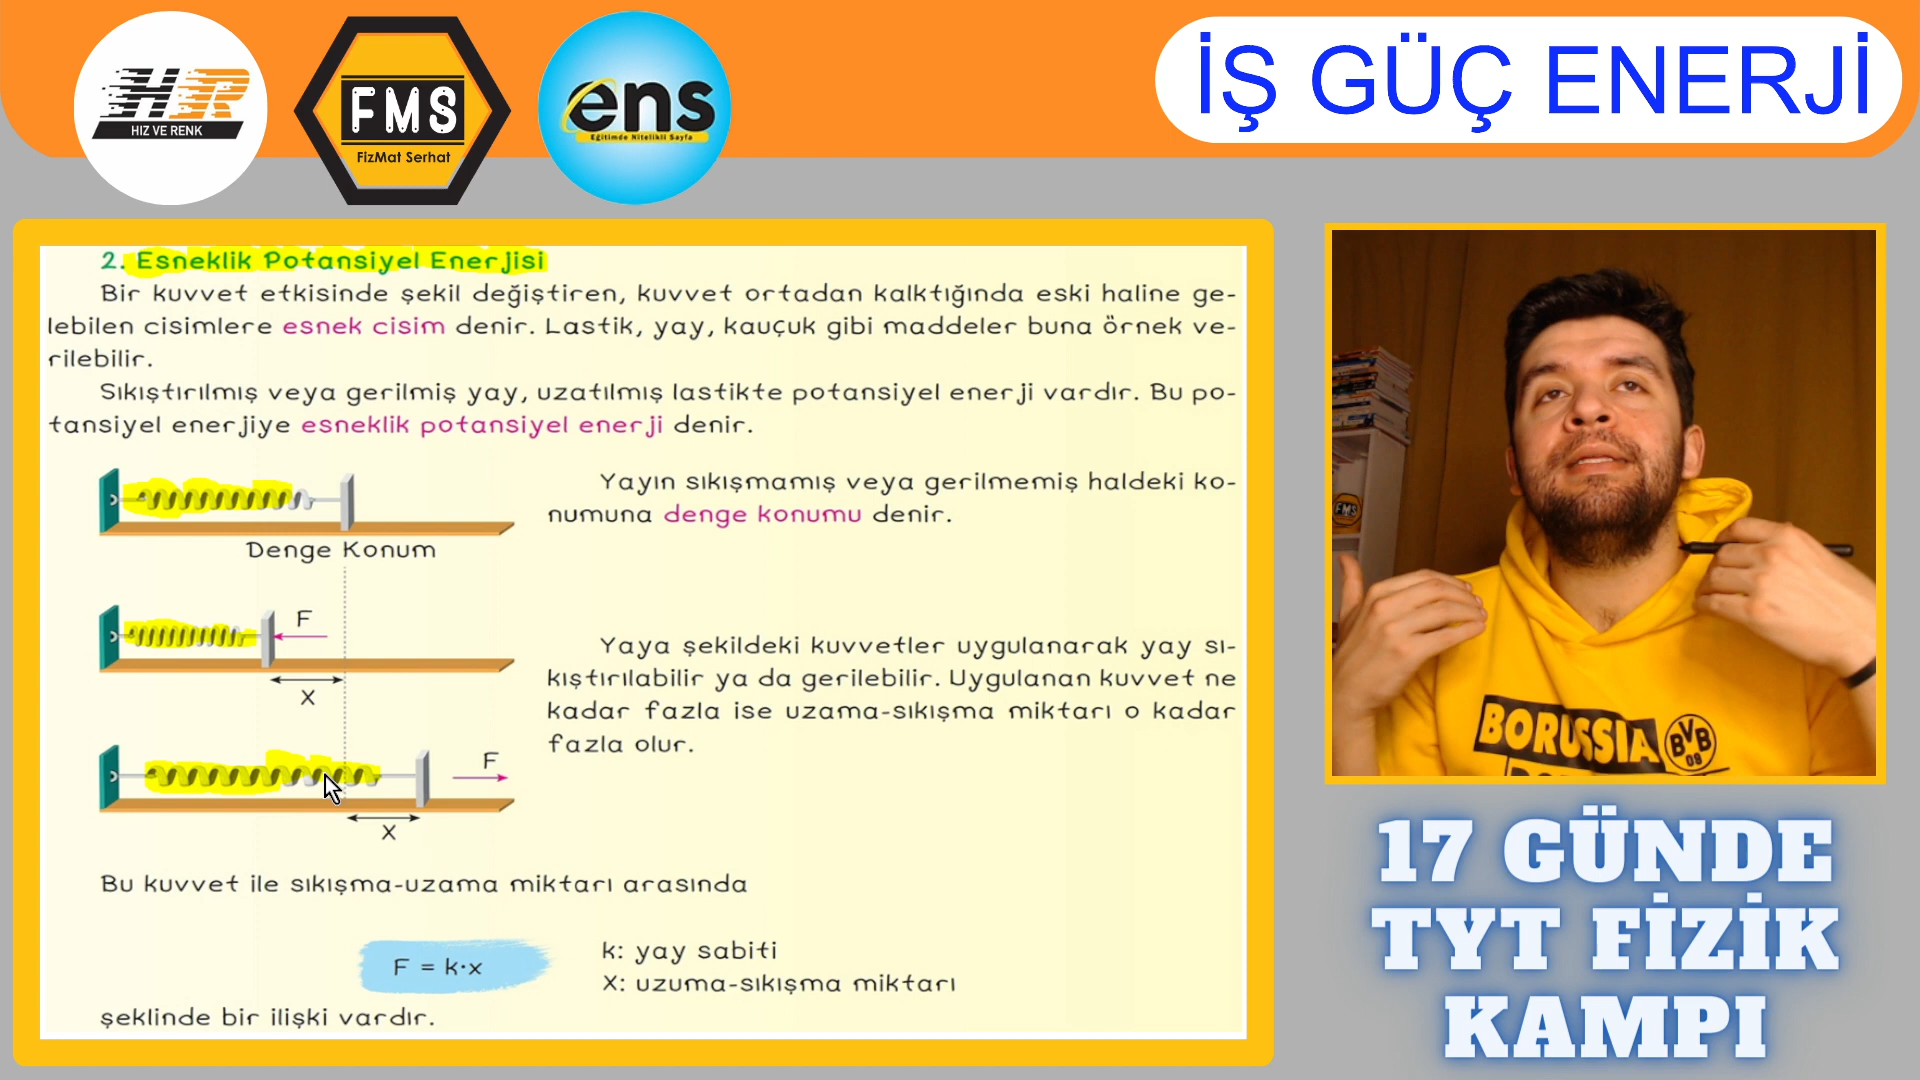 HIZ VE RENK
FMS
FizMat Serhat
ens
Eğitimde Nitelikli Sayfa
İŞ GÜÇ ENERJİ
2. Esneklik Potansiyel Enerjisi
Bir kuvvet etkisinde şekil değiştiren, kuvvet ortadan kalktığında eski haline ge-
lebilen cisimlere esnek cisim denir. Lastik, yay, kauçuk gibi maddeler buna örnek ve-
rilebilir.
Sıkıştırılmış veya gerilmiş yay, uzatılmış lastikte potansiyel enerji vardır. Bu po-
tansiyel enerjiye esneklik potansiyel enerji denir.
Yayın sıkışmamış veya gerilmemiş haldeki ko-
numuna denge konumu denir.
Denge Konum
F
X
Yaya şekildeki kuvvetler uygulanarak yay sı-
kıştırılabilir ya da gerilebilir. Uygulanan kuvvet ne
kadar fazla ise uzama-sıkışma miktarı o kadar
fazla olur.
F
X
Bu kuvvet ile sıkışma-uzama miktarı arasında
F = k·x
k: yay sabiti
X: uzuma-sıkışma miktarı
şeklinde bir ilişki vardır.
FMS
BORUSSIA
BVB
09
17 GÜNDE
TYT FİZİK
KAMPI